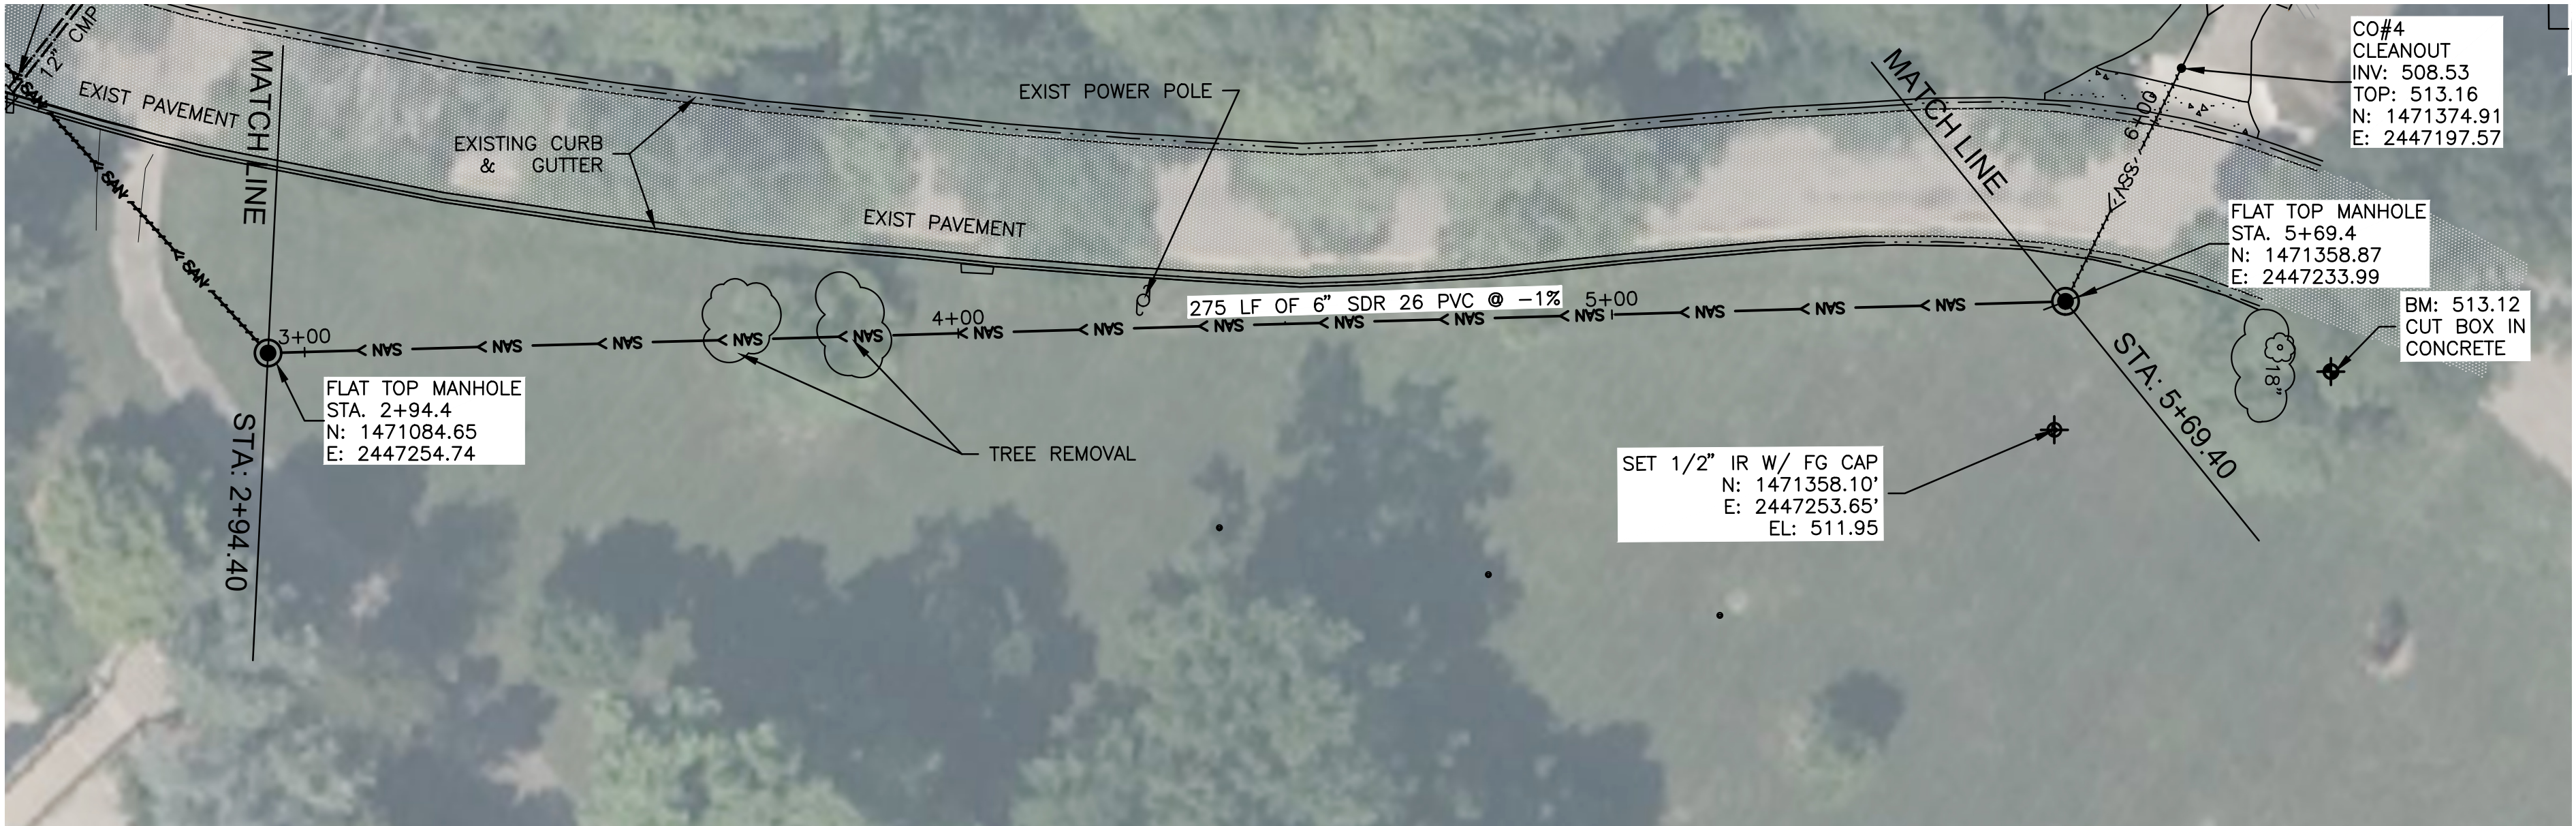 12" CMP
SAN
EXIST PAVEMENT
MATCH LINE
SAN
SAN
EXISTING CURB
& GUTTER
EXIST POWER POLE
EXIST PAVEMENT
MATCH LINE
6+00
SAN
CO#4
CLEANOUT
INV: 508.53
TOP: 513.16
N: 1471374.91
E: 2447197.57
FLAT TOP MANHOLE
STA. 5+69.4
N: 1471358.87
E: 2447233.99
BM: 513.12
CUT BOX IN
CONCRETE
18"
275 LF OF 6" SDR 26 PVC @ -1%
3+00
4+00
5+00
SAN SAN SAN SAN SAN SAN SAN SAN SAN SAN SAN SAN SAN SAN
FLAT TOP MANHOLE
STA. 2+94.4
N: 1471084.65
E: 2447254.74
STA: 2+94.40
TREE REMOVAL
SET 1/2" IR W/ FG CAP
N: 1471358.10'
E: 2447253.65'
EL: 511.95
STA: 5+69.40